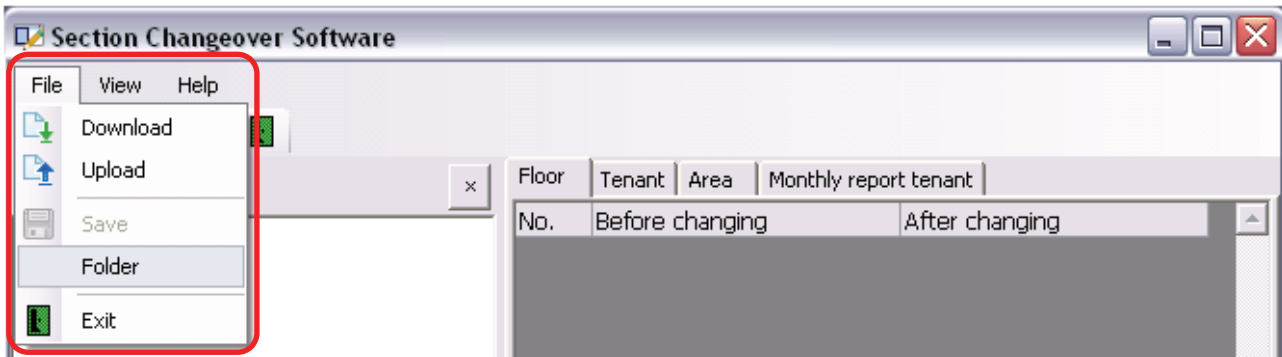 Section Changeover Software
File View Help
Download
Upload
Save
Folder
Exit
Floor Tenant Area Monthly report tenant
No. Before changing After changing